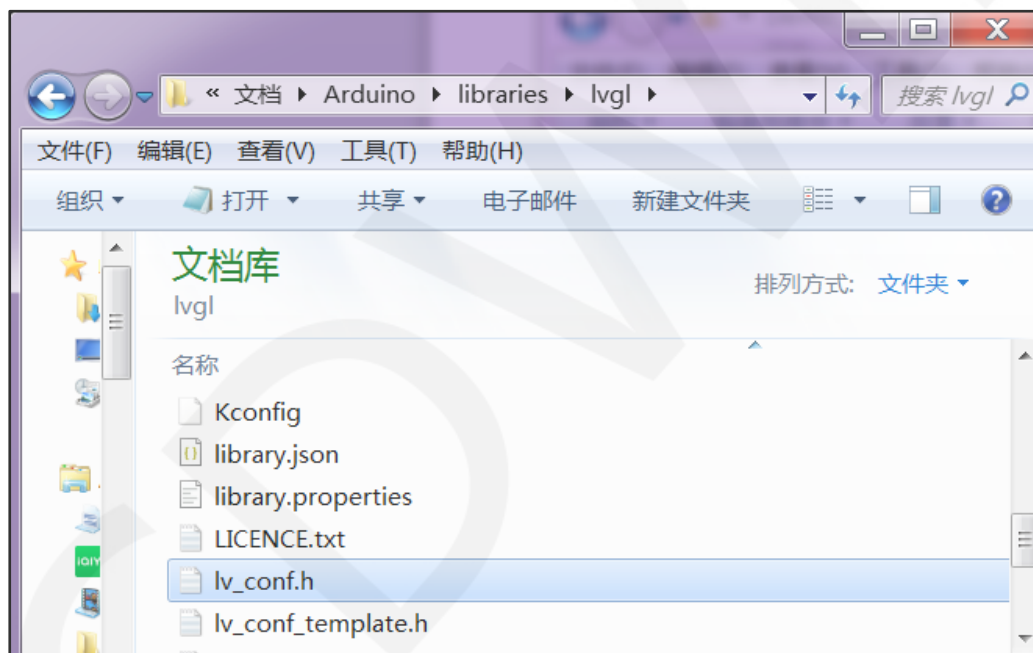 « 文档 ▸ Arduino ▸ libraries ▸ lvgl ▸ 搜索 lvgl
文件(F) 编辑(E) 查看(V) 工具(T) 帮助(H)
组织 打开 共享 电子邮件 新建文件夹
文档库
lvgl
排列方式: 文件夹
名称
Kconfig
library.json
library.properties
LICENCE.txt
lv_conf.h
lv_conf_template.h